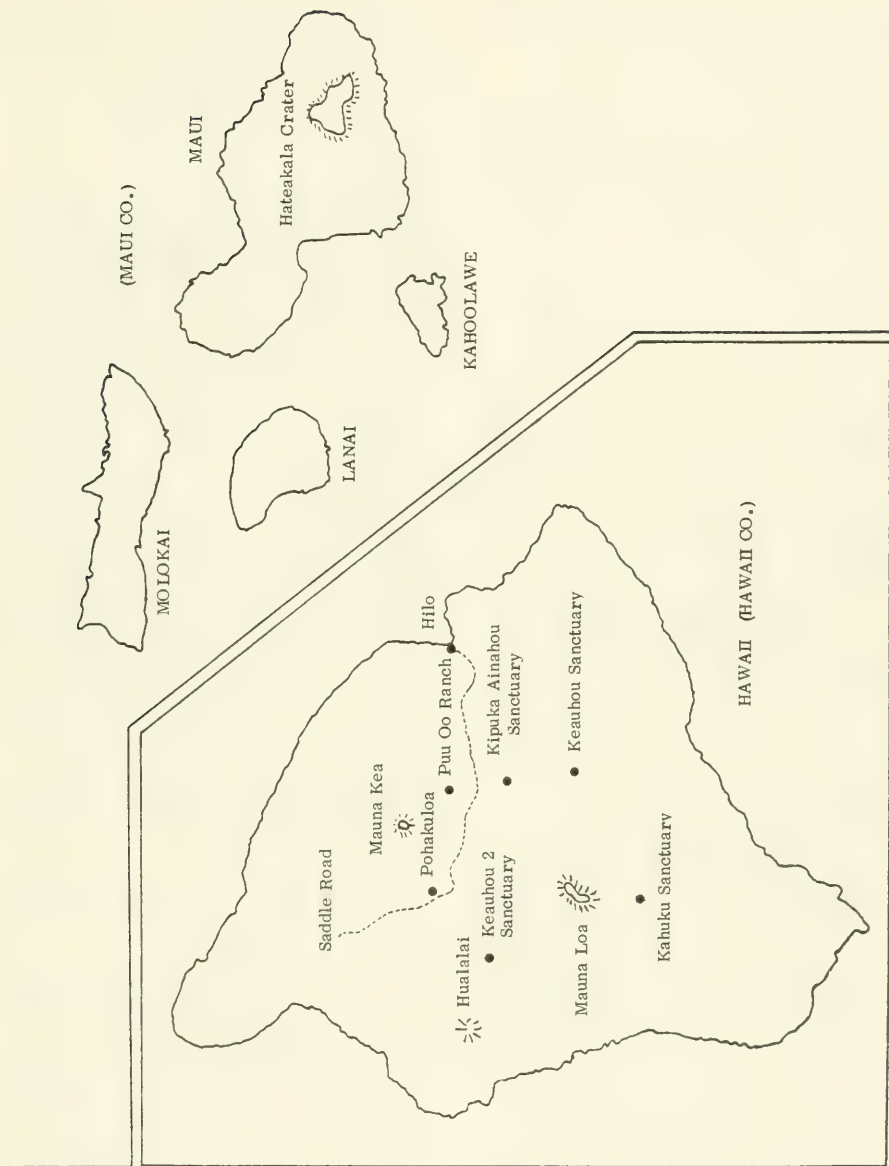 MOLOKAI
(MAUI CO.)
MAUI
Hateakala Crater
LANAI
KAHOOLAWE
Saddle Road
Mauna Kea
Pohakuloa
Puu Oo Ranch
Hilo
Hualalai
Keauhou 2
Sanctuary
Kipuka Ainahou
Sanctuary
Mauna Loa
Keauhou Sanctuary
Kahuku Sanctuary
HAWAII (HAWAII CO.)